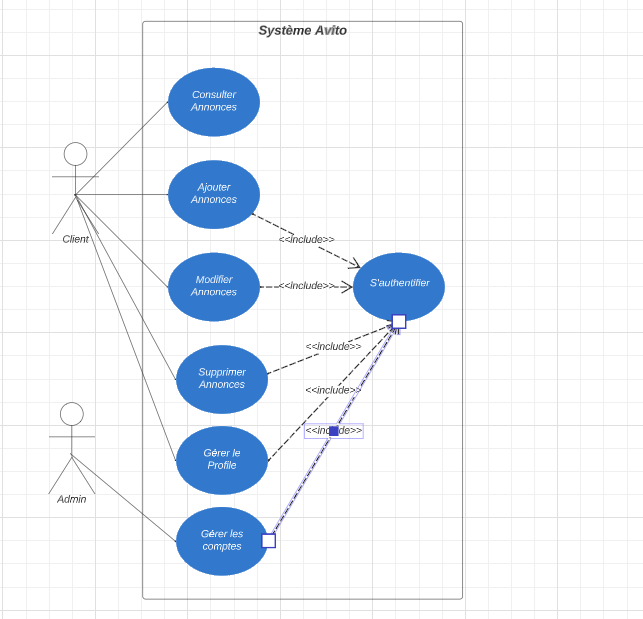 Système Avito
Consulter
Annonces
Ajouter
Annonces
Client
<<include>>
Modifier
Annonces
<<include>>
S'authentifier
Supprimer
Annonces
<<include>>
<<include>>
Gérer le
Profile
<<include>>
Admin
Gérer les
comptes